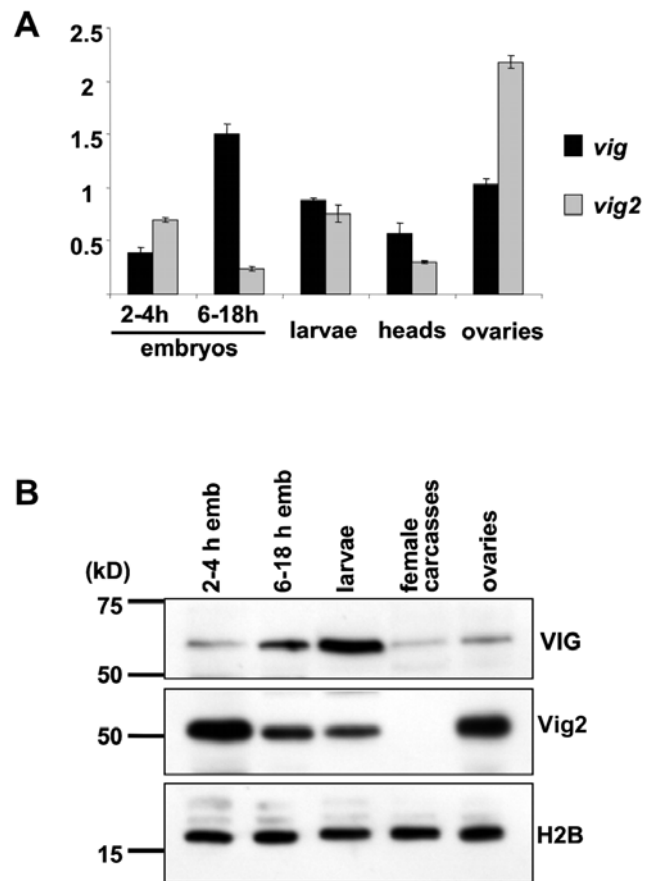 A
2.5
2
1.5
1
0.5
vig
vig2
2-4h 6-18h
embryos
larvae heads ovaries
B
(kD)
2-4 h emb
6-18 h emb
larvae
female
carcasses
ovaries
75
50
VIG
50
Vig2
15
H2B